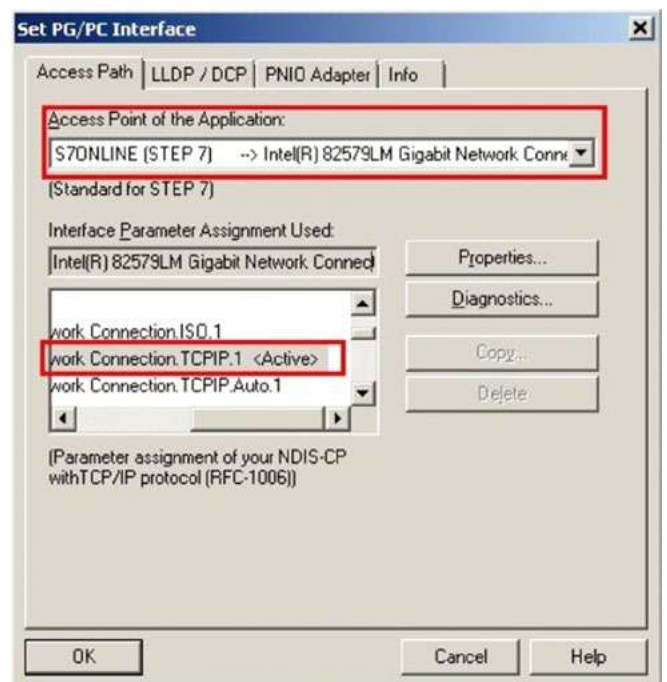 Set PG/PC Interface
Access Path LLDP / DCP PNIO Adapter Info
Access Point of the Application:
S7ONLINE (STEP 7) --> Intel(R) 82579LM Gigabit Network Conne
(Standard for STEP 7)
Interface Parameter Assignment Used:
Intel(R) 82579LM Gigabit Network Connec
Properties...
Diagnostics...
work Connection.ISO.1
work Connection.TCPIP.1 <Active>
Copy...
work Connection.TCPIP.Auto.1
Delete
(Parameter assignment of your NDIS-CP
withTCP/IP protocol (RFC-1006))
OK Cancel Help